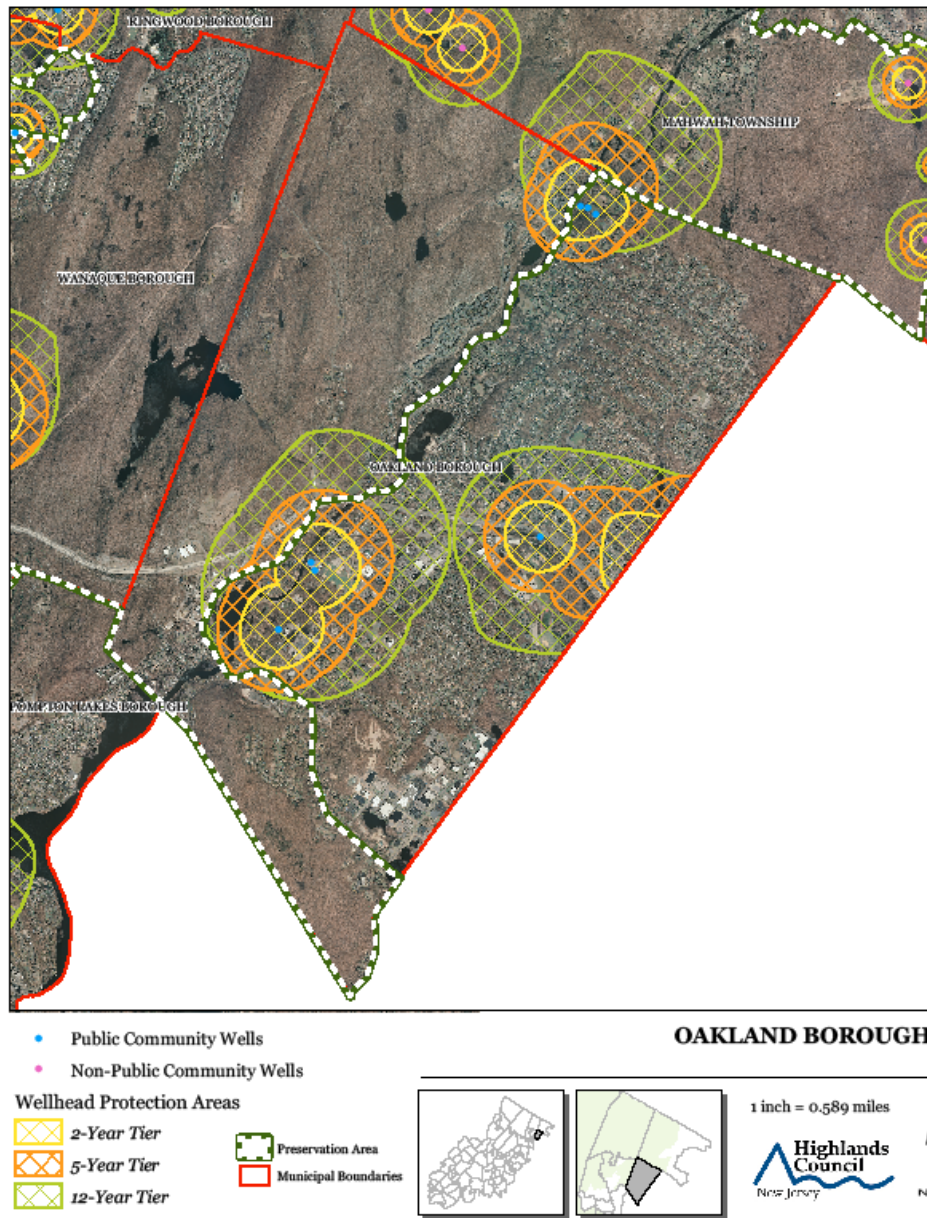 RINGWOOD BOROUGH
MAHWAH TOWNSHIP
WANAQUE BOROUGH
OAKLAND BOROUGH
POMPTON LAKES BOROUGH
Public Community Wells
Non-Public Community Wells
OAKLAND BOROUGH
Wellhead Protection Areas
2-Year Tier
5-Year Tier
12-Year Tier
Preservation Area
Municipal Boundaries
1 inch = 0.589 miles
Highlands
Council
New Jersey
N